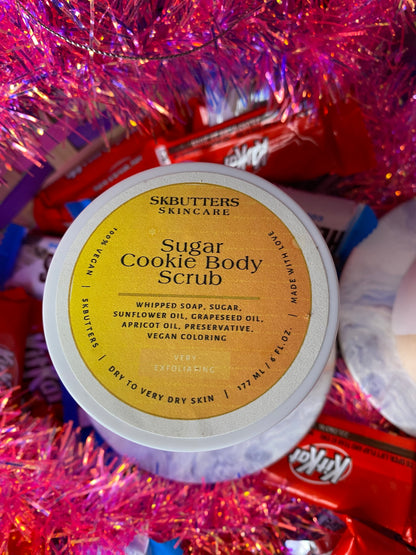 SKBUTTERS
SKINCARE
Sugar
Cookie Body
Scrub
WHIPPED SOAP, SUGAR,
SUNFLOWER OIL, GRAPESEED OIL,
APRICOT OIL, PRESERVATIVE,
VEGAN COLORING
VERY
EXFOLIATING
100% VEGAN | SKBUTTERS | DRY TO VERY DRY SKIN | 177 ML / 6 FL.OZ. | MADE WITH LOVE
KitKat
KitKat